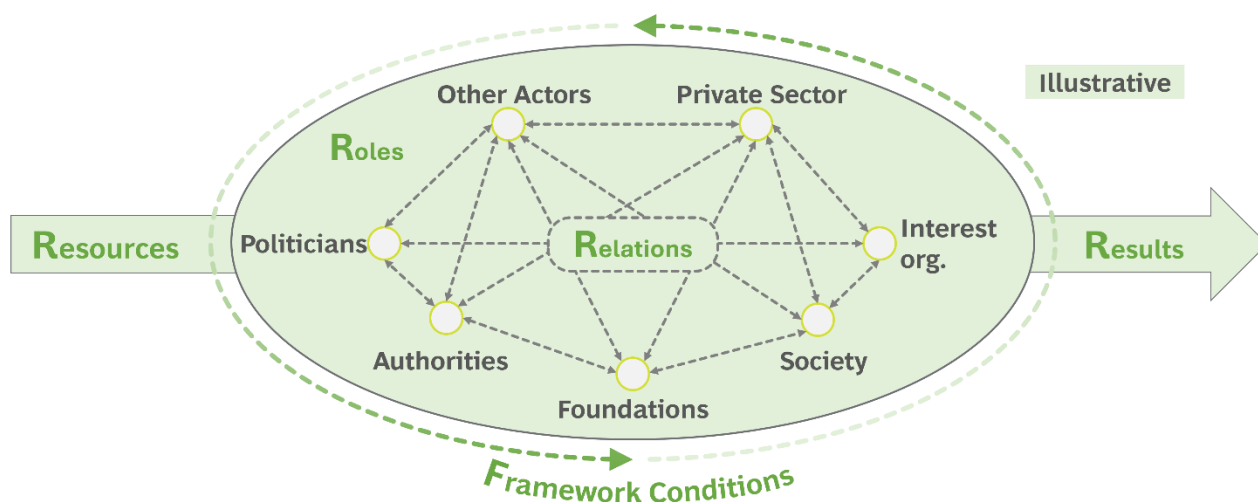 Illustrative
Other Actors
Private Sector
Roles
Resources
Politicians
Relations
Interest
org.
Results
Authorities
Society
Foundations
Framework Conditions